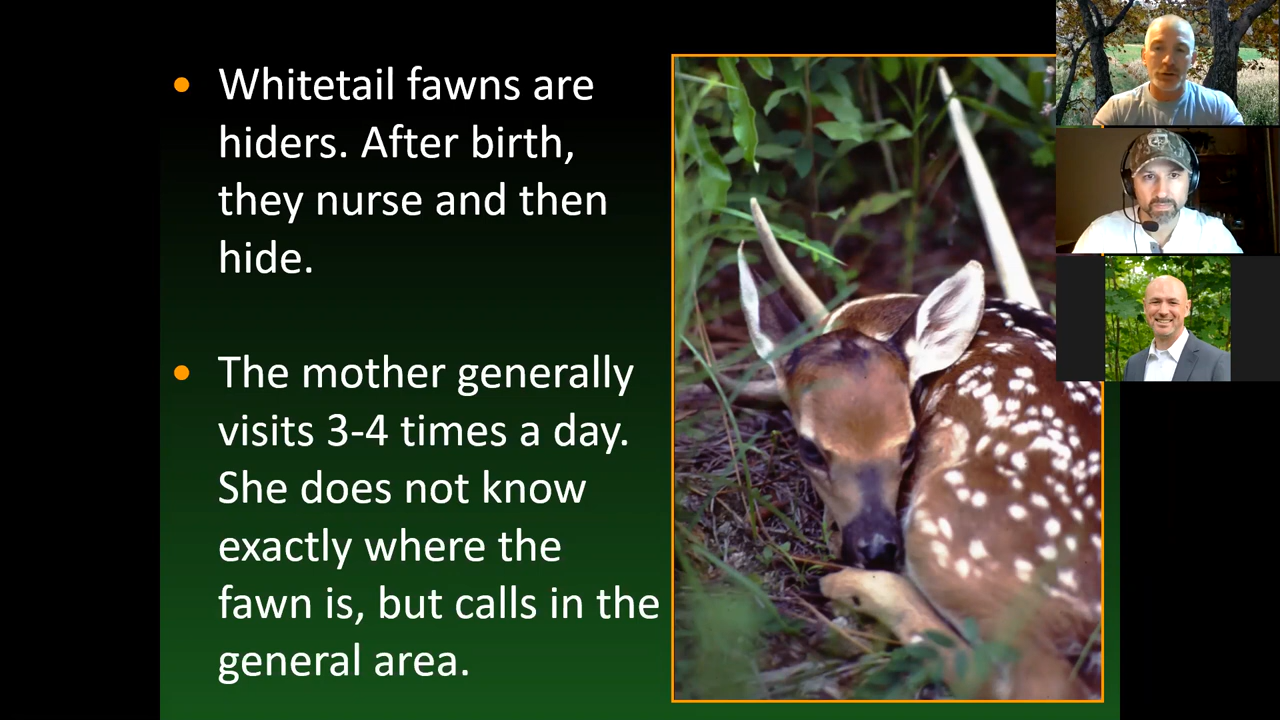 Whitetail fawns are
hiders. After birth,
they nurse and then
hide.
The mother generally
visits 3-4 times a day.
She does not know
exactly where the
fawn is, but calls in the
general area.